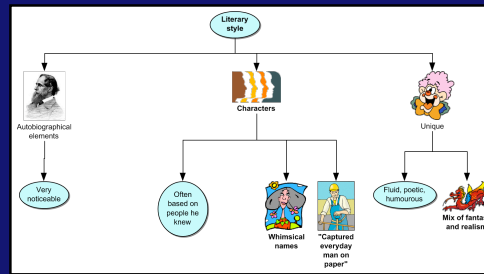 Literary
style
Autobiographical
elements
Characters
Unique
Very
noticeable
Often
based on
people he
knew
Whimsical
names
"Captured
everyday
man on
paper"
Fluid, poetic,
humourous
Mix of
and realism